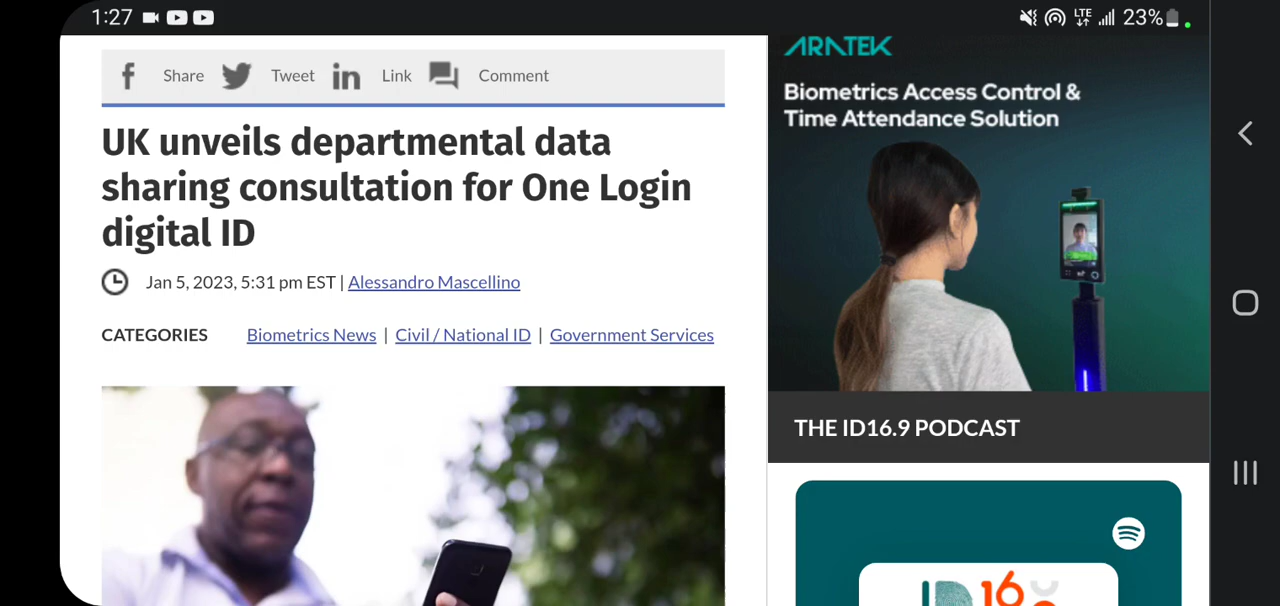 1:27
LTE
23%
Share
Tweet
Link
Comment
UK unveils departmental data
sharing consultation for One Login
digital ID
Jan 5, 2023, 5:31 pm EST | Alessandro Mascellino
CATEGORIES Biometrics News | Civil / National ID | Government Services
ARATEK
Biometrics Access Control &
Time Attendance Solution
THE ID16.9 PODCAST
ID16